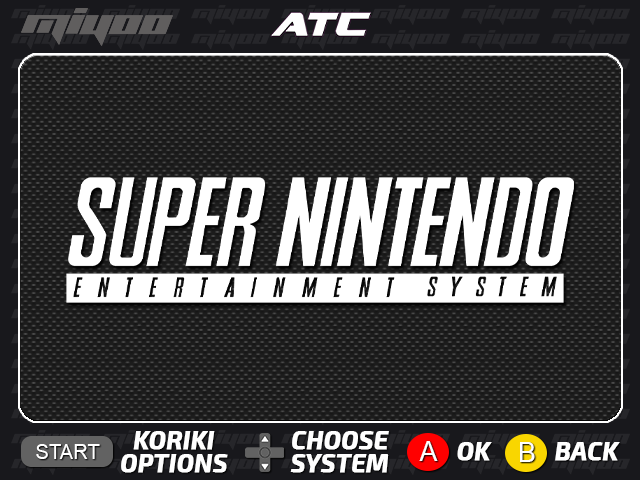 miyoo
ATC
SUPER NINTENDO
ENTERTAINMENT SYSTEM
START
KORIKI
OPTIONS
CHOOSE
SYSTEM
A
OK
B
BACK